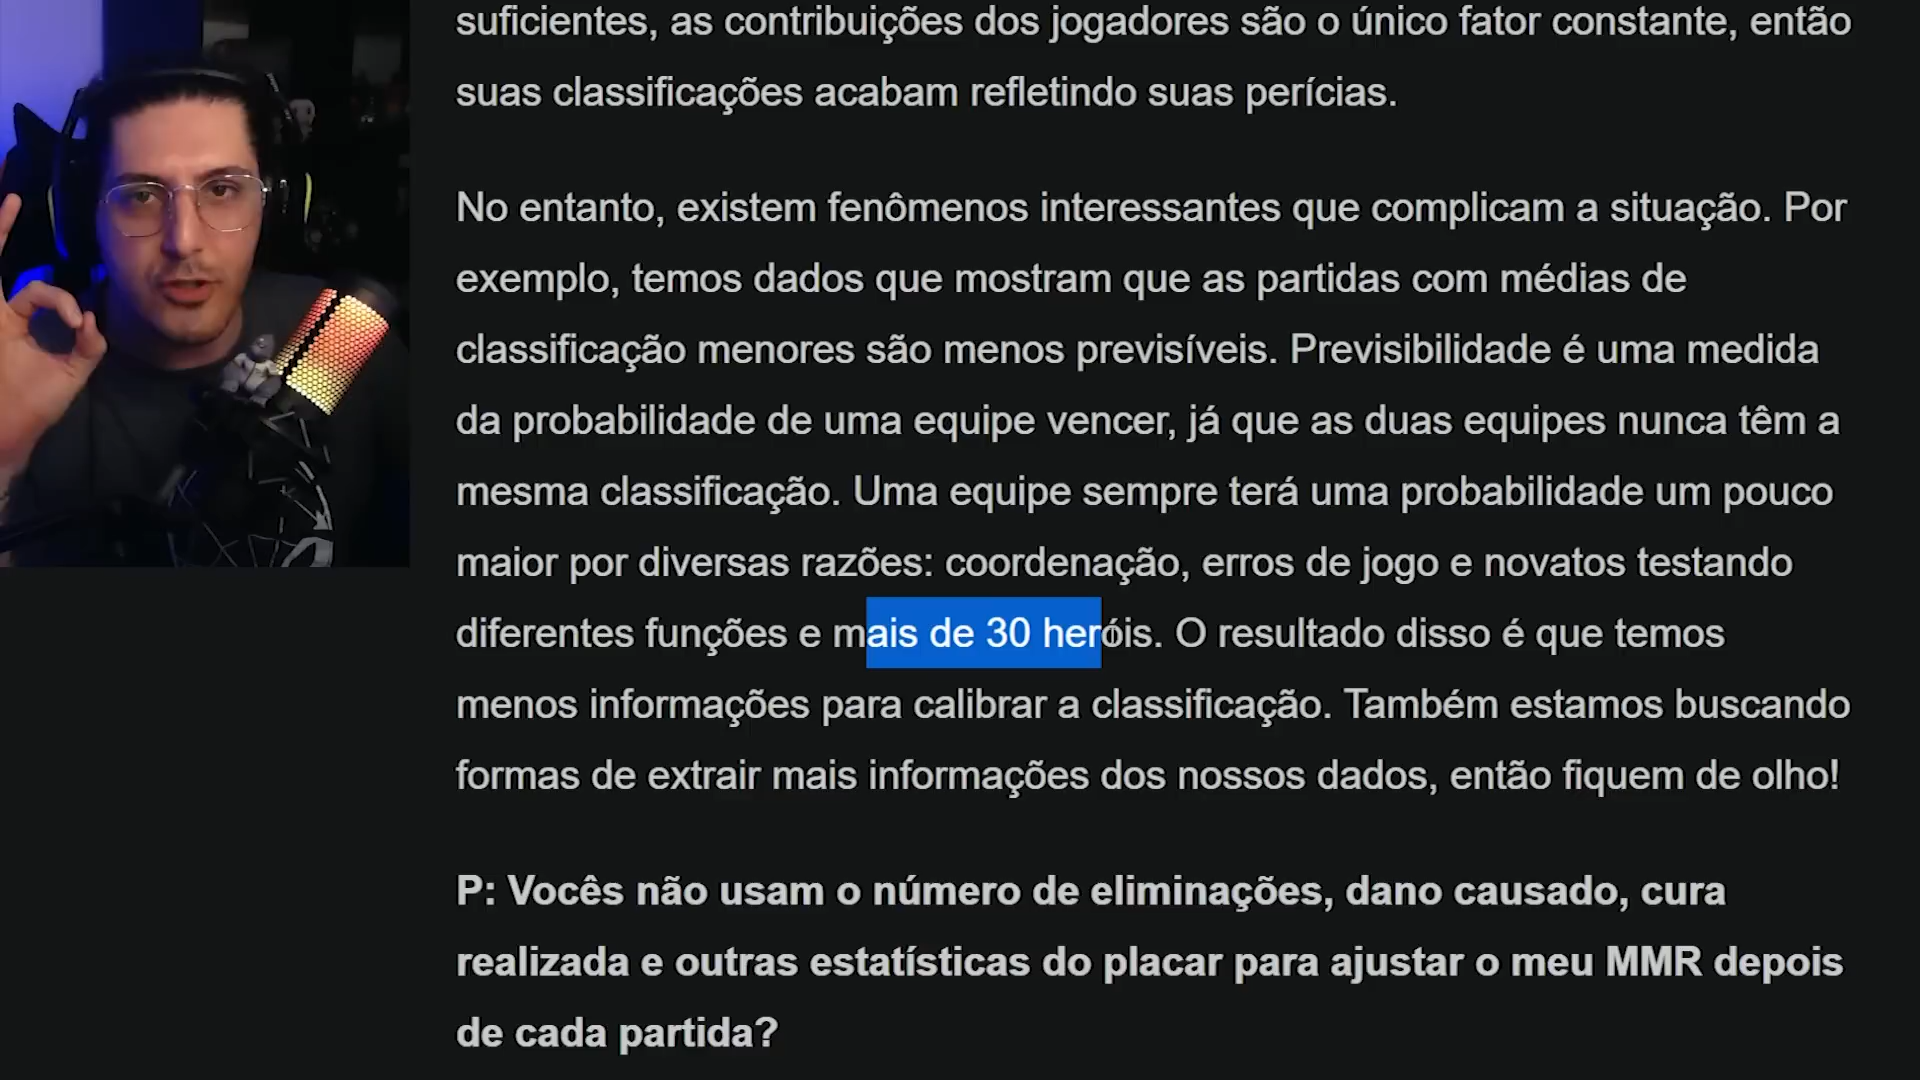 suficientes, as contribuições dos jogadores são o único fator constante, então
suas classificações acabam refletindo suas perícias.
No entanto, existem fenômenos interessantes que complicam a situação. Por
exemplo, temos dados que mostram que as partidas com médias de
classificação menores são menos previsíveis. Previsibilidade é uma medida
da probabilidade de uma equipe vencer, já que as duas equipes nunca têm a
mesma classificação. Uma equipe sempre terá uma probabilidade um pouco
maior por diversas razões: coordenação, erros de jogo e novatos testando
diferentes funções e mais de 30 heróis. O resultado disso é que temos
menos informações para calibrar a classificação. Também estamos buscando
formas de extrair mais informações dos nossos dados, então fiquem de olho!
P: Vocês não usam o número de eliminações, dano causado, cura
realizada e outras estatísticas do placar para ajustar o meu MMR depois
de cada partida?